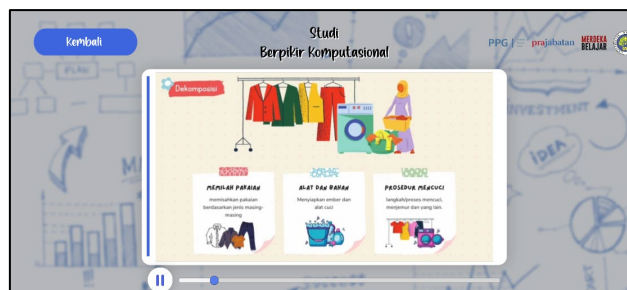 Kembali
Studi
Berpikir Komputasional
PPG
prajabatan
MERDEKA
BELAJAR
PLAN
INVESTMENT
IDEA
Dekomposisi
MEMILAH PAKAIAN
memisahkan pakaian
berdasarkan jenis masing-
masing
ALAT DAN BAHAN
Menyiapkan ember dan
alat cuci
PROSEDUR MENCUCI
langkah/proses mencuci,
menjemur dan yang lain.
SUCCESS